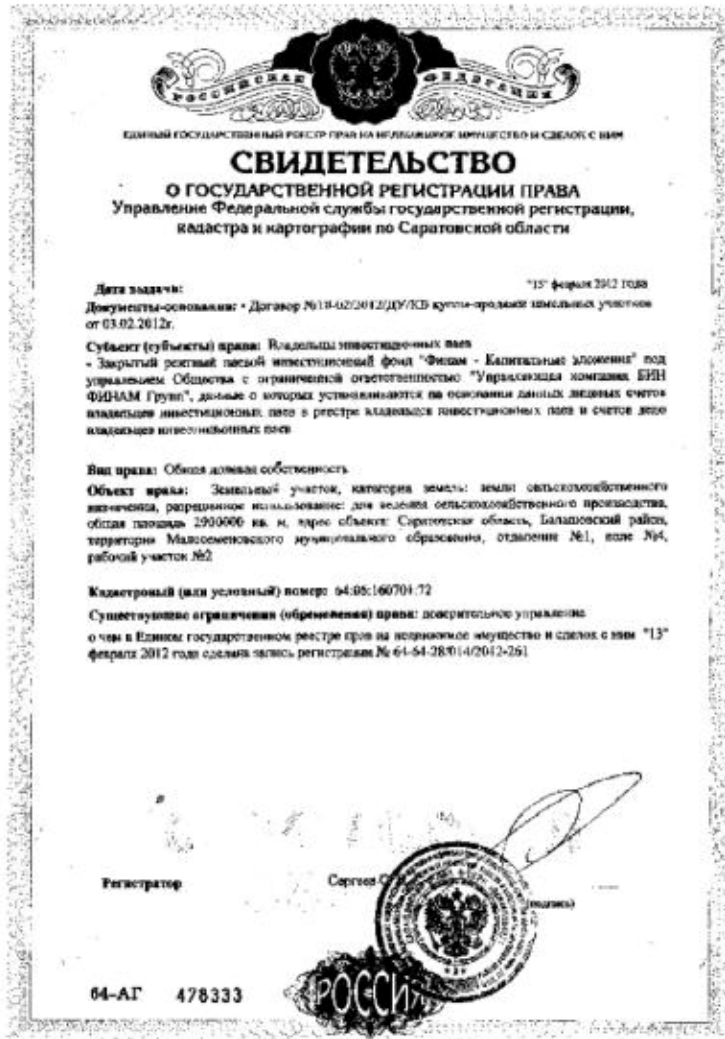 РОССИЙСКАЯ ФЕДЕРАЦИЯ
ЕДИНЫЙ ГОСУДАРСТВЕННЫЙ РЕЕСТР ПРАВ НА НЕДВИЖИМОЕ ИМУЩЕСТВО И СДЕЛОК С НИМ
СВИДЕТЕЛЬСТВО
О ГОСУДАРСТВЕННОЙ РЕГИСТРАЦИИ ПРАВА
Управление Федеральной службы государственной регистрации,
кадастра и картографии по Саратовской области
Дата выдачи: февраля 2012 года
Документы-основания: • Договор №18-02/2012/ДУ/КВ купли-продажи земельных участков
от 03.02.2012г.
Субъект (субъекты) права: Владельцы инвестиционных паев
- Закрытый рентный паевой инвестиционный фонд "Финам - Капитальные вложения" под
управлением Общества с ограниченной ответственностью "Управляющая компания БИН
ФИНАМ Групп", данные о которых устанавливаются на основании данных лицевых счетов
владельцев инвестиционных паев в реестре владельцев инвестиционных паев и счетов депо
владельцев инвестиционных паев
Вид права: Общая долевая собственность
Объект права: Земельный участок, категория земель: земли сельскохозяйственного
назначения, разрешенное использование: для ведения сельскохозяйственного производства,
общая площадь 2900000 кв. м, адрес объекта: Саратовская область, Балашовский район,
территория Малосеменовского муниципального образования, отделение №1, поле №4,
рабочий участок №2
Кадастровый (или условный) номер: 64:06:160701:72
Существующие ограничения (обременения) права: доверительное управление
о чем в Едином государственном реестре прав на недвижимое имущество и сделок с ним "13"
февраля 2012 года сделана запись регистрации № 64-64-28/014/2012-261
Регистратор Сергеев
(подпись)
64-АГ 478333
РОССИЯ